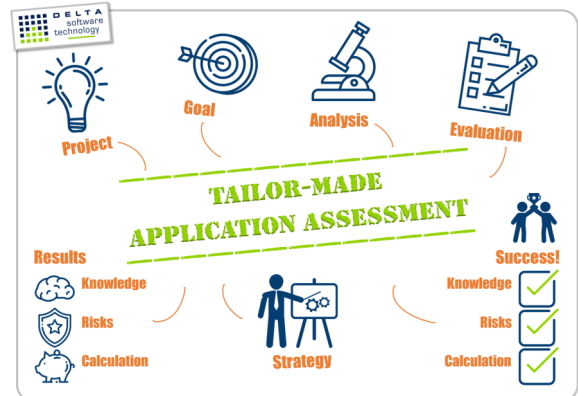 DELTA
software
technology
Project
Goal
Analysis
Evaluation
TAILOR-MADE
APPLICATION ASSESSMENT
Results
Knowledge
Risks
Calculation
Strategy
Success!
Knowledge
Risks
Calculation